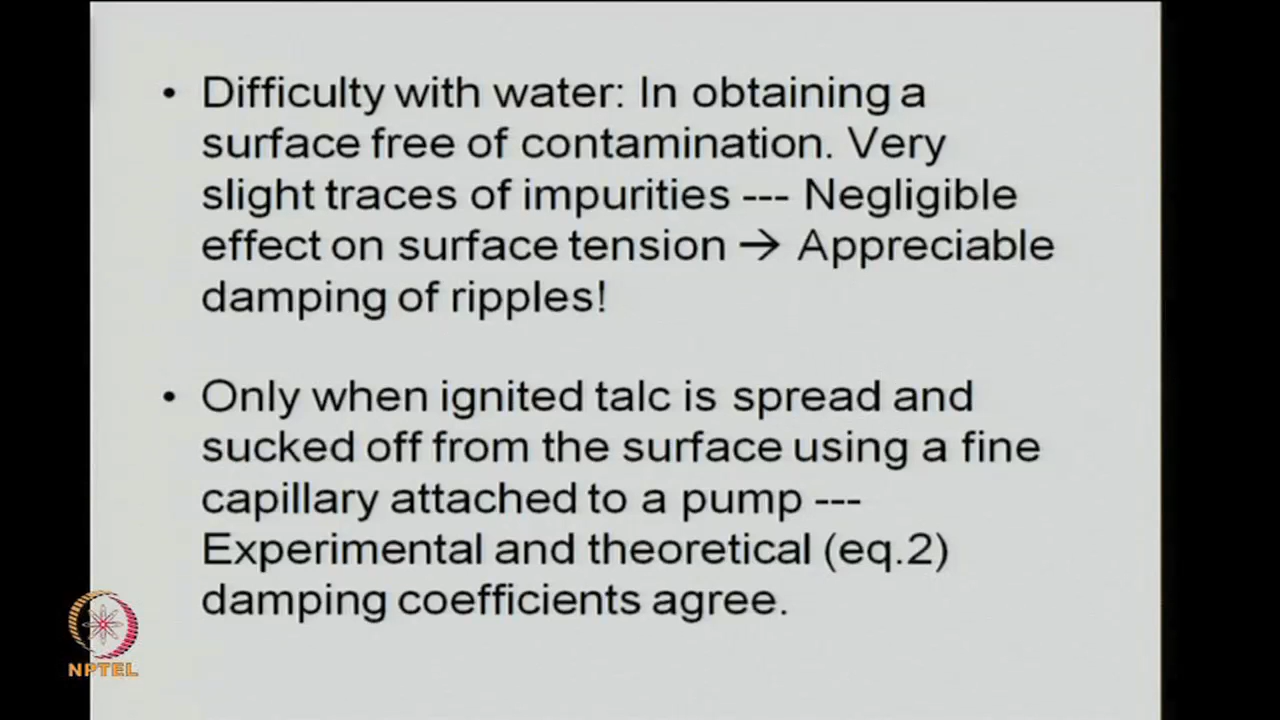 • Difficulty with water: In obtaining a
surface free of contamination. Very
slight traces of impurities --- Negligible
effect on surface tension → Appreciable
damping of ripples!
• Only when ignited talc is spread and
sucked off from the surface using a fine
capillary attached to a pump ---
Experimental and theoretical (eq.2)
damping coefficients agree.
NPTEL